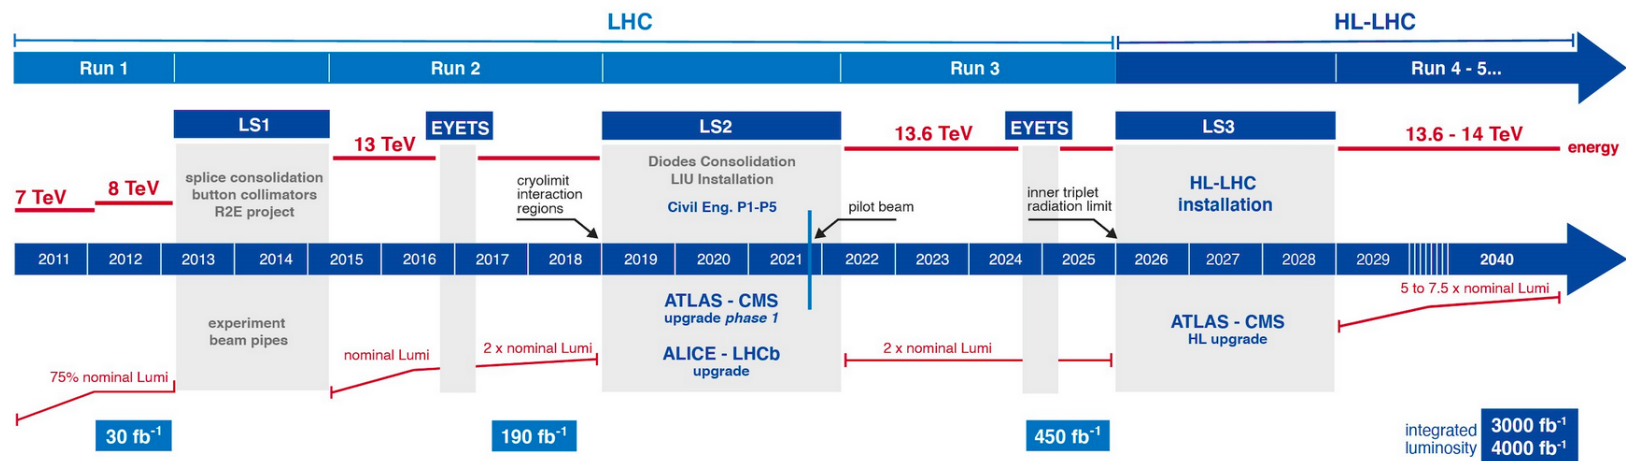 LHC
HL-LHC
Run 1
Run 2
Run 3
Run 4 - 5...
LS1
EYETS
LS2
EYETS
LS3
13 TeV
13.6 TeV
13.6 - 14 TeV
energy
7 TeV
8 TeV
splice consolidation
button collimators
R2E project
cryolimit
interaction
regions
Diodes Consolidation
LIU Installation
Civil Eng. P1-P5
pilot beam
inner triplet
radiation limit
HL-LHC
installation
2011
2012
2013
2014
2015
2016
2017
2018
2019
2020
2021
2022
2023
2024
2025
2026
2027
2028
2029
2040
experiment
beam pipes
75% nominal Lumi
nominal Lumi
2 x nominal Lumi
ATLAS - CMS
upgrade phase 1
ALICE - LHCb
upgrade
2 x nominal Lumi
ATLAS - CMS
HL upgrade
5 to 7.5 x nominal Lumi
30 fb⁻¹
190 fb⁻¹
450 fb⁻¹
integrated
luminosity
3000 fb⁻¹
4000 fb⁻¹